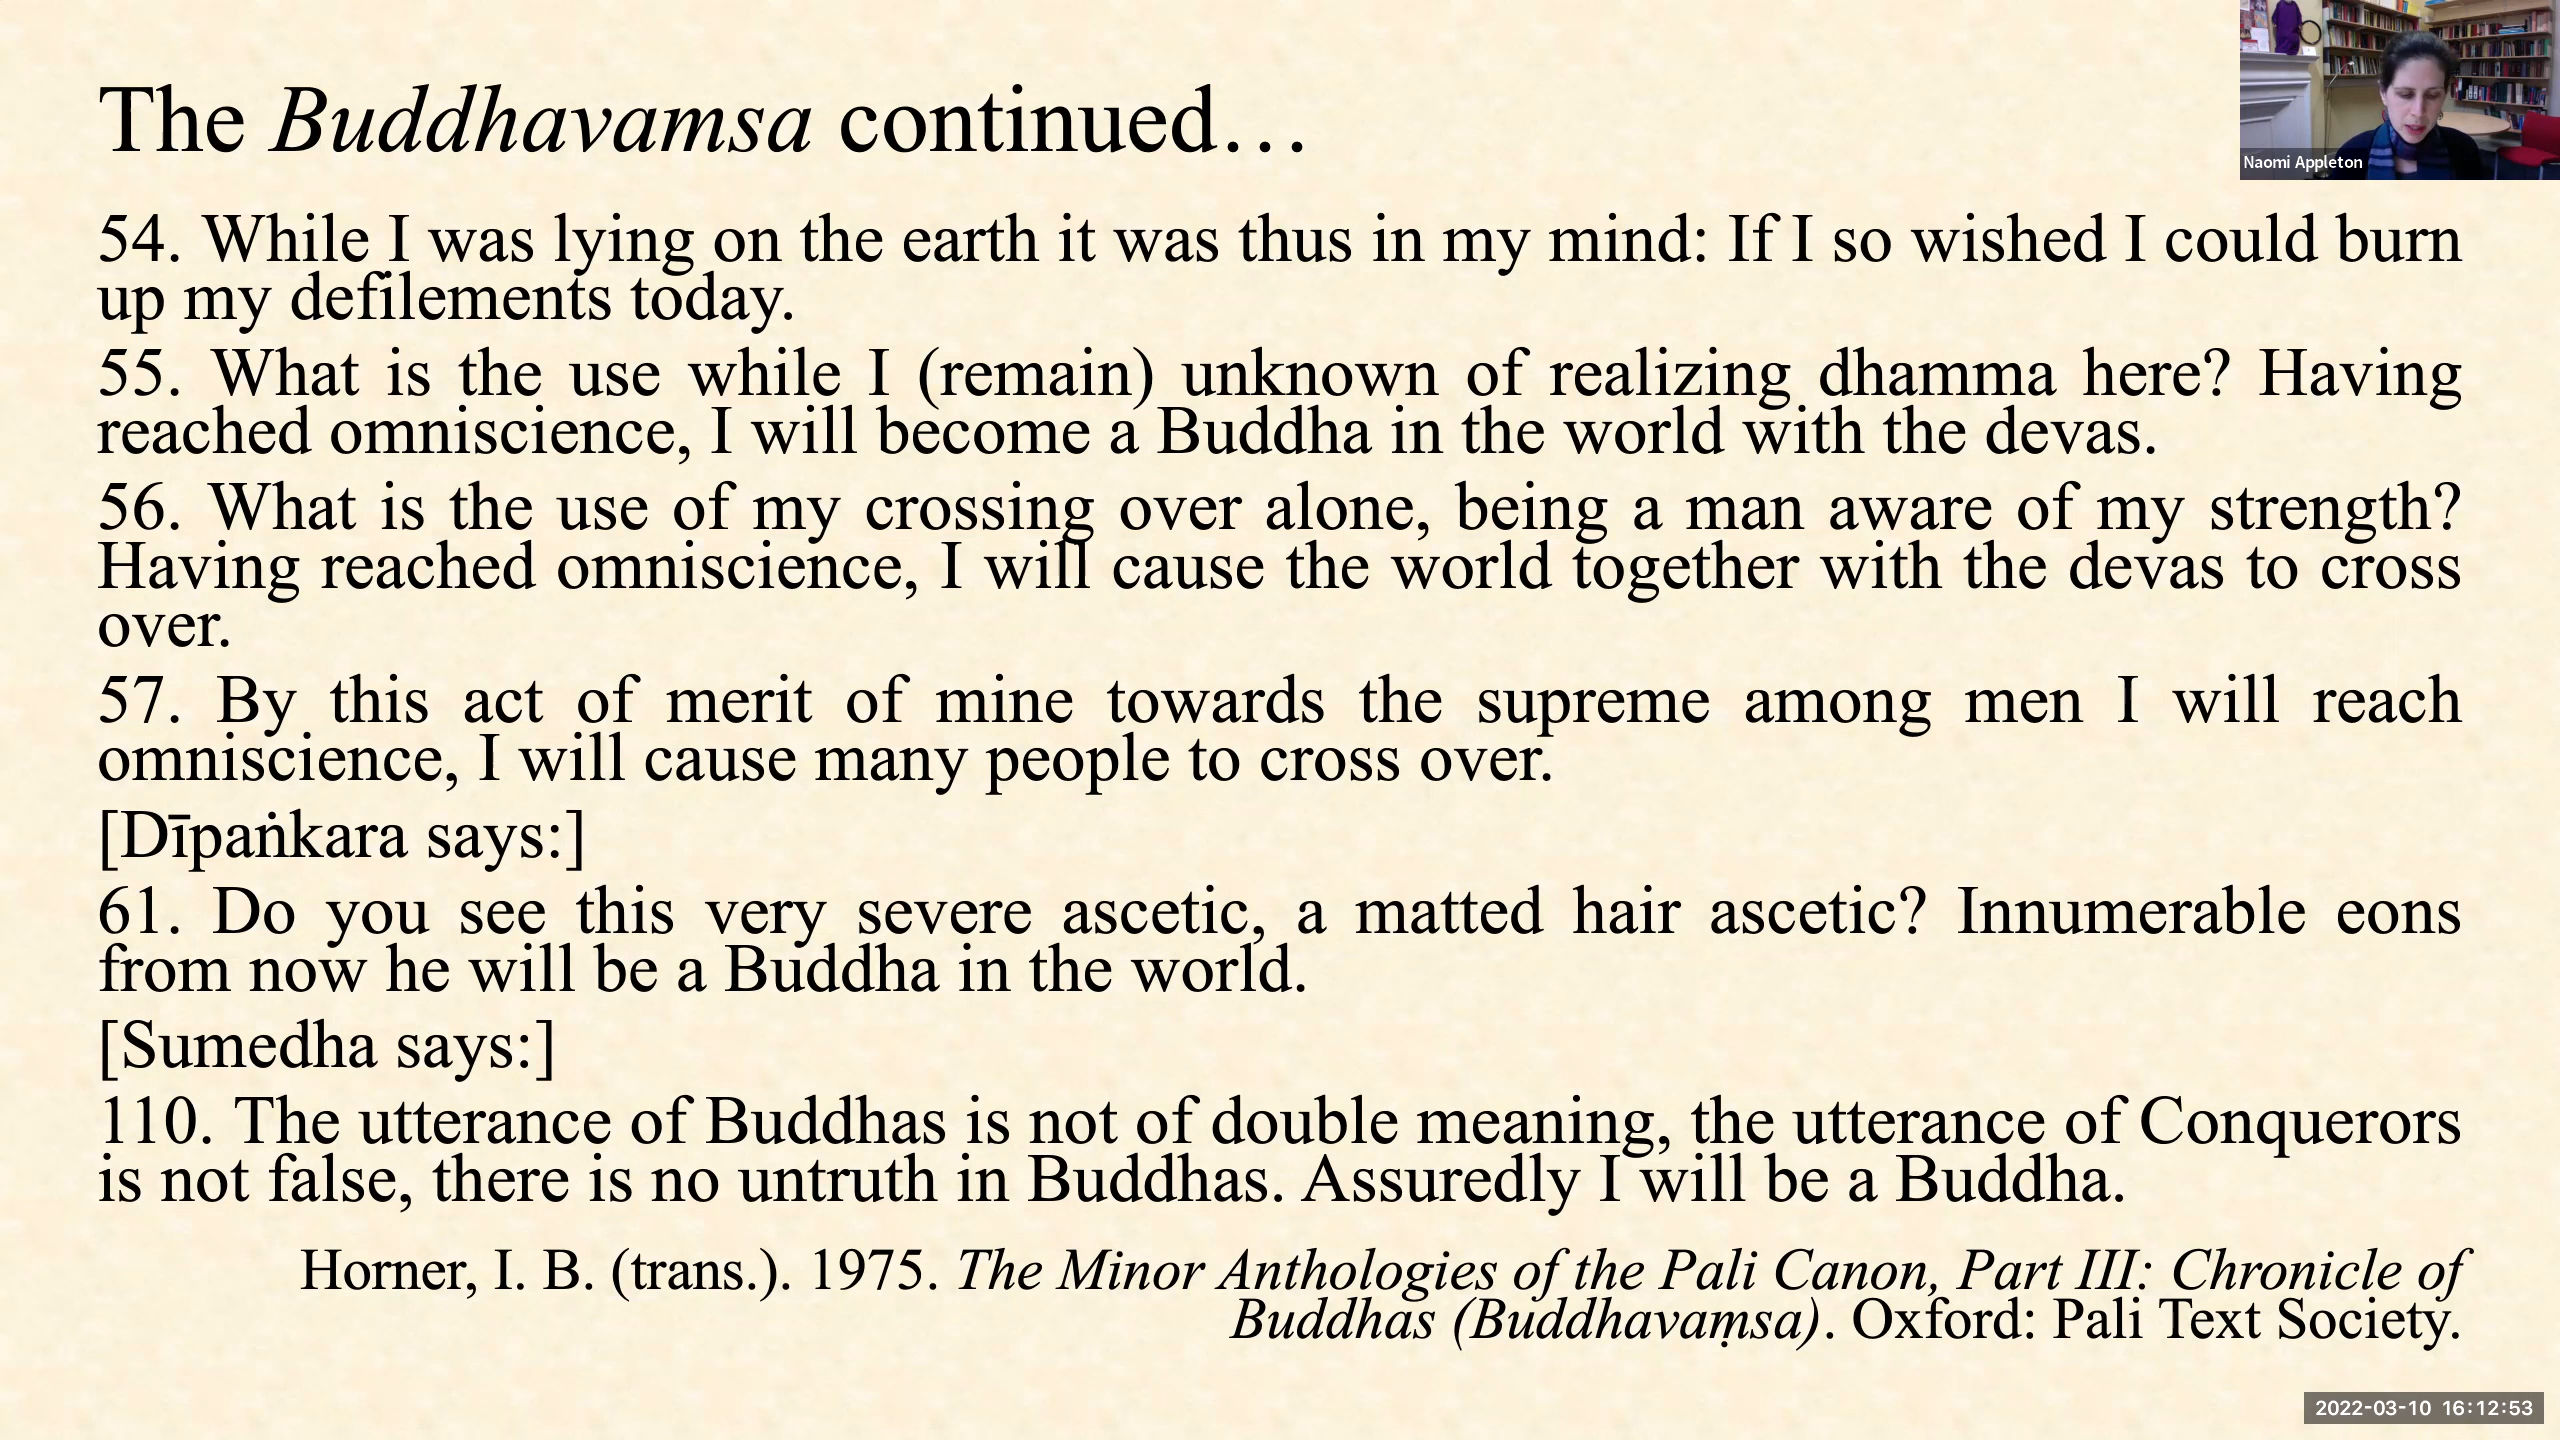 The Buddhavamsa continued…
Naomi Appleton
54. While I was lying on the earth it was thus in my mind: If I so wished I could burn
up my defilements today.
55. What is the use while I (remain) unknown of realizing dhamma here? Having
reached omniscience, I will become a Buddha in the world with the devas.
56. What is the use of my crossing over alone, being a man aware of my strength?
Having reached omniscience, I will cause the world together with the devas to cross
over.
57. By this act of merit of mine towards the supreme among men I will reach
omniscience, I will cause many people to cross over.
[Dīpaṅkara says:]
61. Do you see this very severe ascetic, a matted hair ascetic? Innumerable eons
from now he will be a Buddha in the world.
[Sumedha says:]
110. The utterance of Buddhas is not of double meaning, the utterance of Conquerors
is not false, there is no untruth in Buddhas. Assuredly I will be a Buddha.
Horner, I. B. (trans.). 1975. The Minor Anthologies of the Pali Canon, Part III: Chronicle of
Buddhas (Buddhavaṃsa). Oxford: Pali Text Society.
2022-03-10 16:12:53